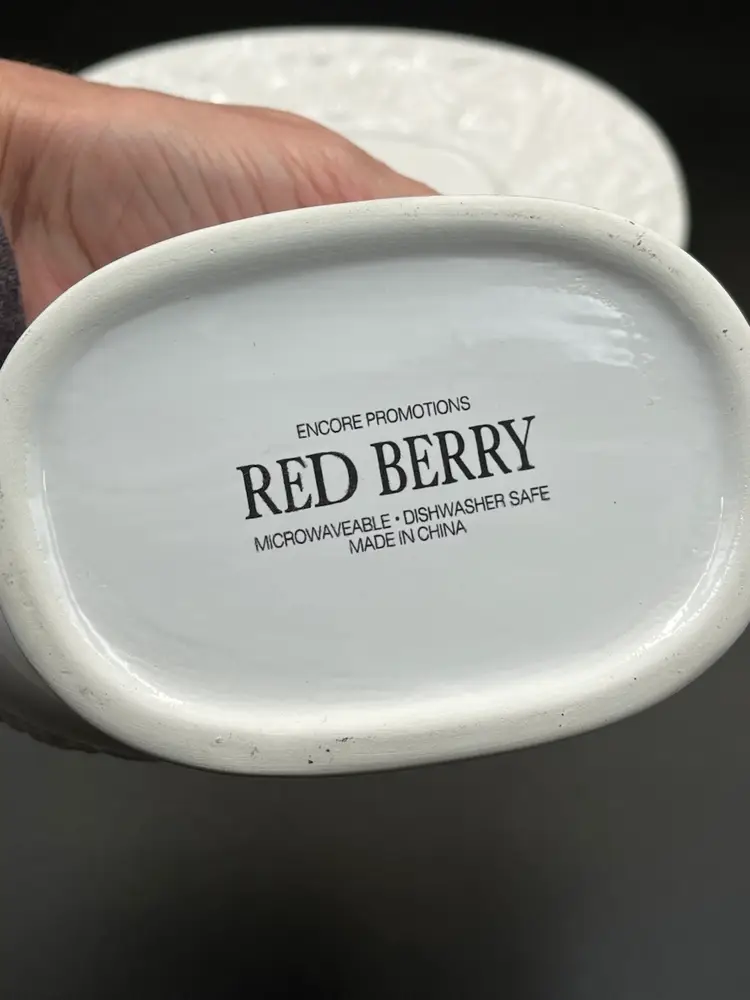 ENCORE PROMOTIONS
RED BERRY
MICROWAVEABLE • DISHWASHER SAFE
MADE IN CHINA